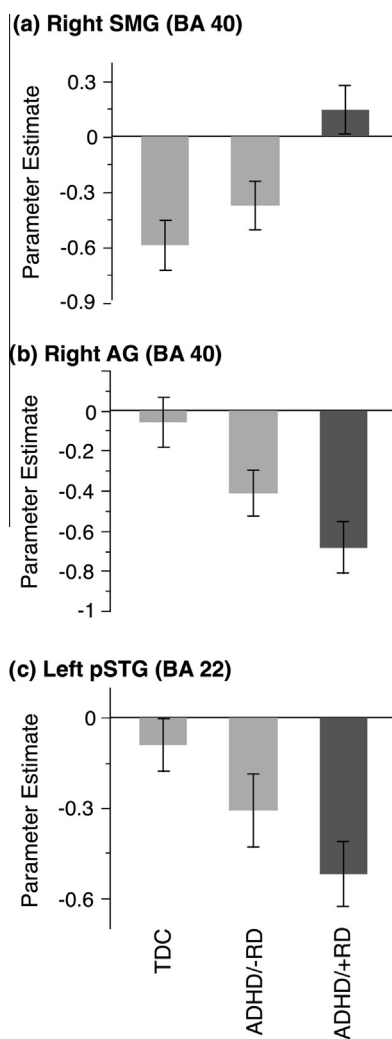 (a) Right SMG (BA 40)
0.3
0
-0.3
-0.6
-0.9
Parameter Estimate
(b) Right AG (BA 40)
0
-0.2
-0.4
-0.6
-0.8
-1
Parameter Estimate
(c) Left pSTG (BA 22)
0
-0.3
-0.6
Parameter Estimate
TDC
ADHD/-RD
ADHD/+RD